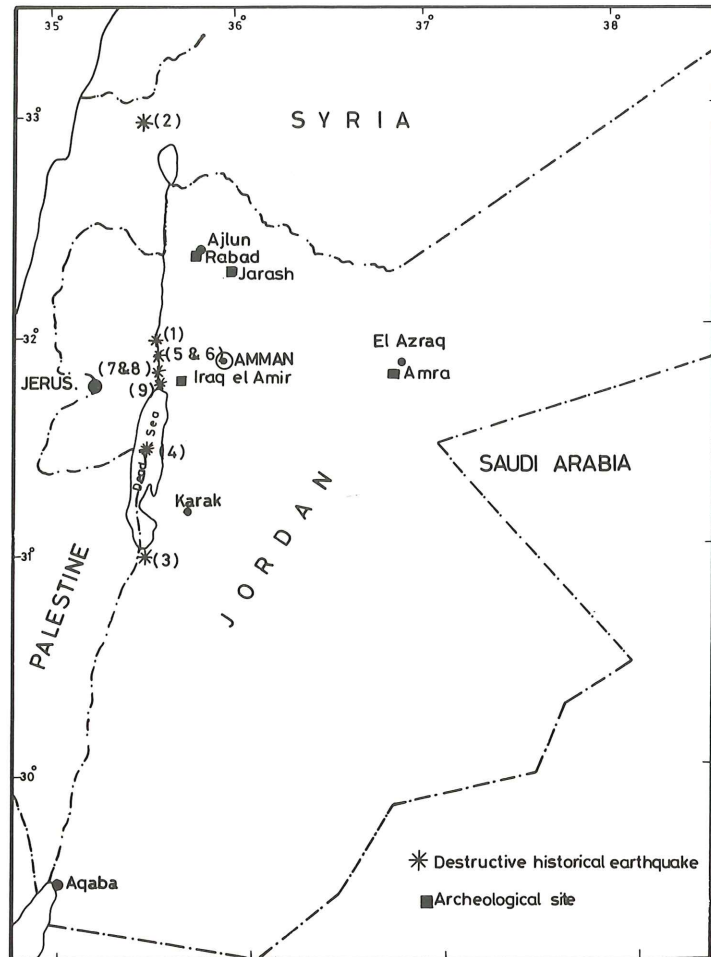 35°
36°
37°
38°
33°
(2)
SYRIA
Ajlun
Rabad
Jarash
32°
(1)
(5 & 6)
AMMAN
El Azraq
(7&8)
JERUS.
Iraq el Amir
Amra
(9)
Dead Sea
(4)
SAUDI ARABIA
Karak
31°
(3)
JORDAN
PALESTINE
30°
Destructive historical earthquake
Aqaba
Archeological site